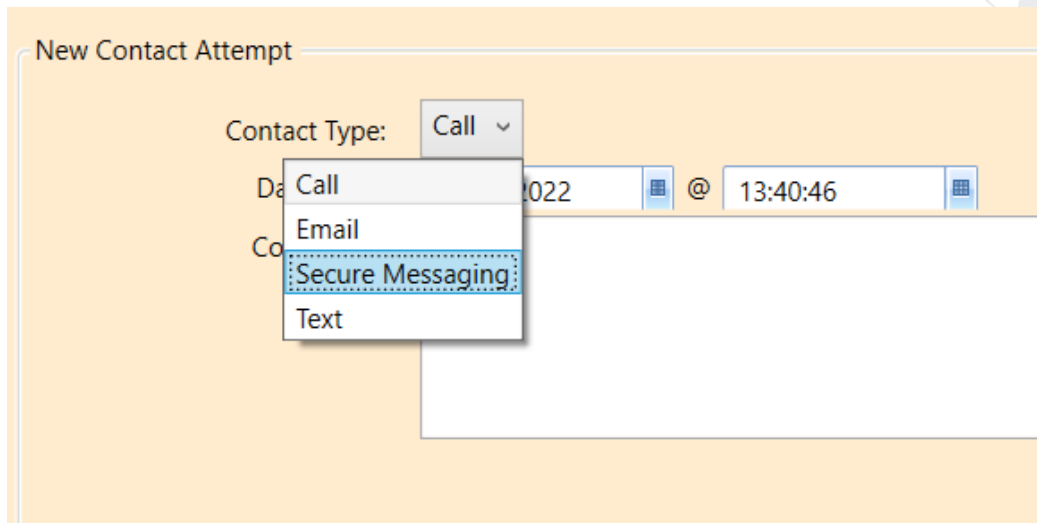 New Contact Attempt
Contact Type: Call
Call
2022 @ 13:40:46
Email
Secure Messaging
Text